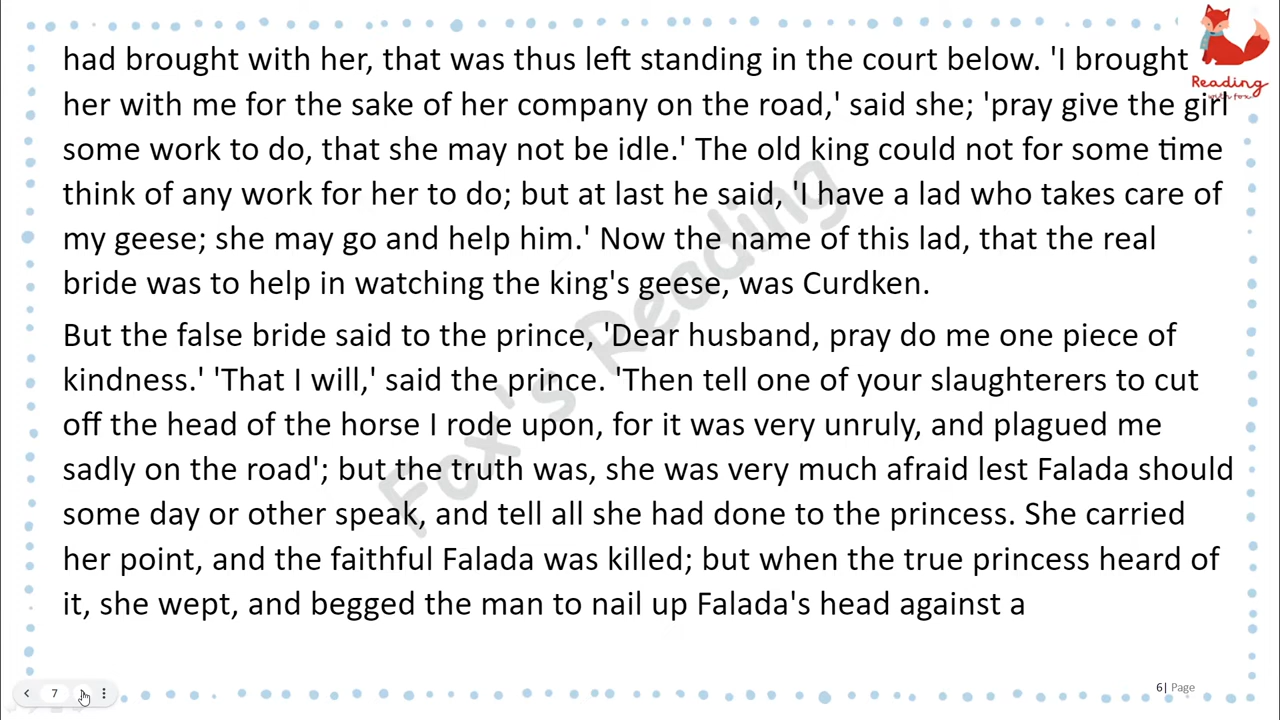 had brought with her, that was thus left standing in the court below. 'I brought
her with me for the sake of her company on the road,' said she; 'pray give the girl
some work to do, that she may not be idle.' The old king could not for some time
think of any work for her to do; but at last he said, 'I have a lad who takes care of
my geese; she may go and help him.' Now the name of this lad, that the real
bride was to help in watching the king's geese, was Curdken.
But the false bride said to the prince, 'Dear husband, pray do me one piece of
kindness.' 'That I will,' said the prince. 'Then tell one of your slaughterers to cut
off the head of the horse I rode upon, for it was very unruly, and plagued me
sadly on the road'; but the truth was, she was very much afraid lest Falada should
some day or other speak, and tell all she had done to the princess. She carried
her point, and the faithful Falada was killed; but when the true princess heard of
it, she wept, and begged the man to nail up Falada's head against a
Reading
with fox
Fox's Reading
7
6| Page